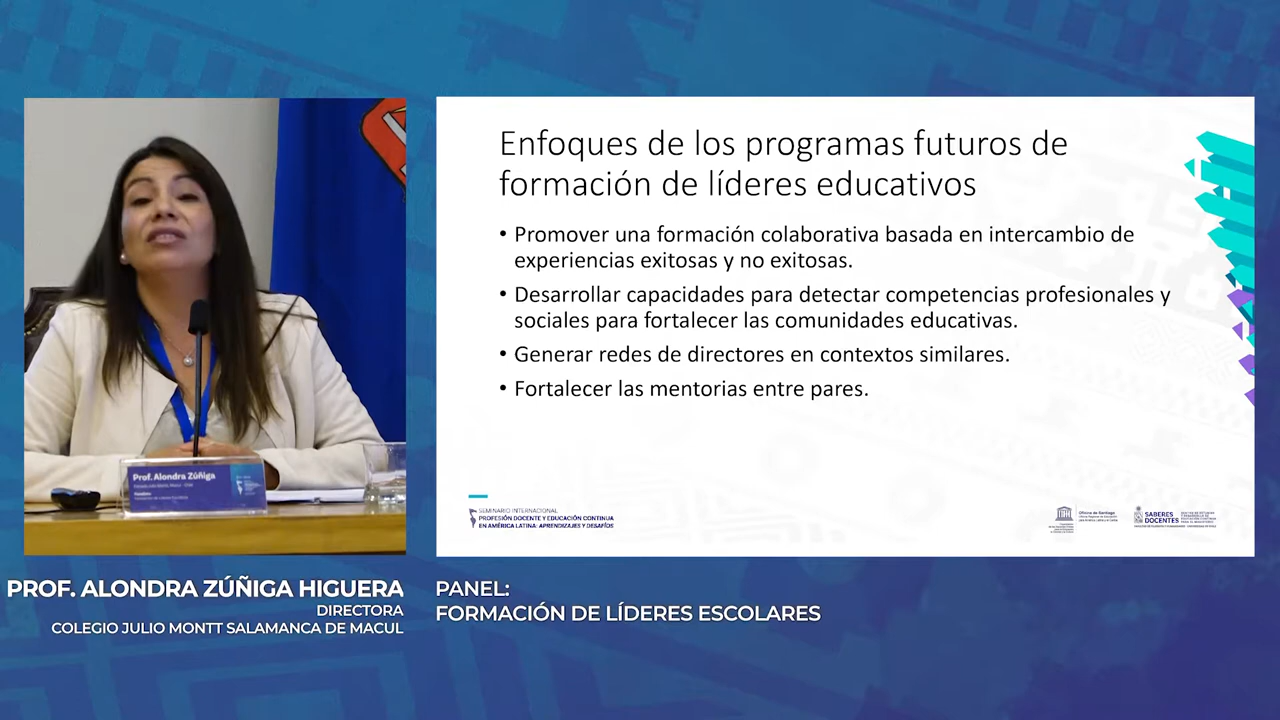 Enfoques de los programas futuros de
formación de líderes educativos
• Promover una formación colaborativa basada en intercambio de
experiencias exitosas y no exitosas.
• Desarrollar capacidades para detectar competencias profesionales y
sociales para fortalecer las comunidades educativas.
• Generar redes de directores en contextos similares.
• Fortalecer las mentorias entre pares.
SEMINARIO INTERNACIONAL
PROFESIÓN DOCENTE Y EDUCACIÓN CONTINUA
EN AMÉRICA LATINA: APRENDIZAJES Y DESAFÍOS
Oficina de Santiago
SABERES
DOCENTES
Prof. Alondra Zúñiga
PROF. ALONDRA ZÚÑIGA HIGUERA
DIRECTORA
COLEGIO JULIO MONTT SALAMANCA DE MACUL
PANEL:
FORMACIÓN DE LÍDERES ESCOLARES